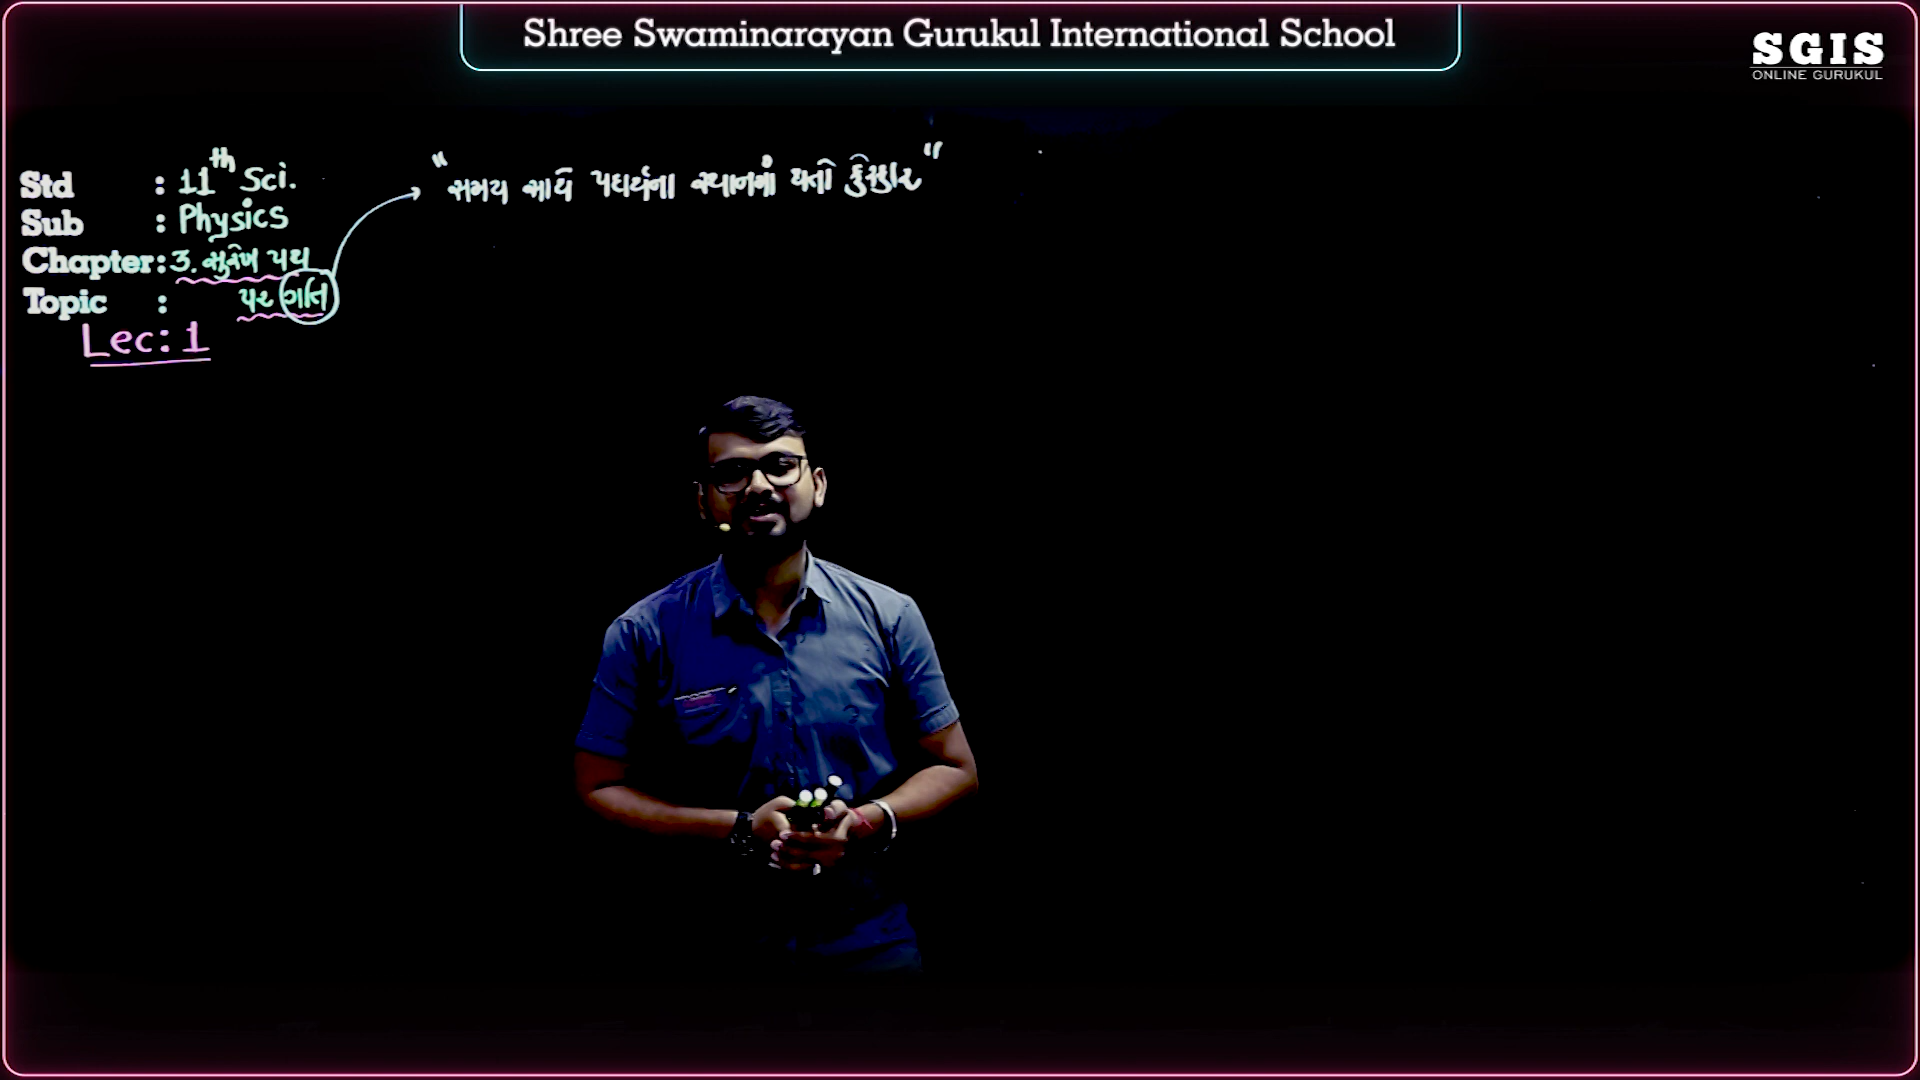 Shree Swaminarayan Gurukul International School
SGIS
ONLINE GURUKUL
Std : 11th Sci.
Sub : Physics
Chapter: 3. સુરેખ પથ
Topic : પર ગતિ
Lec: 1
"સમય સાથે પદાર્થના સ્થાનમાં થતો ફેરફાર"